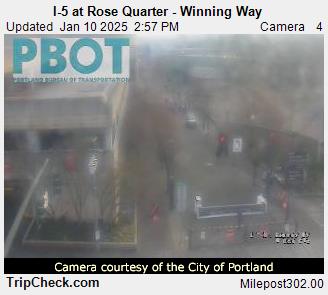 I-5 at Rose Quarter - Winning Way
Updated Jan 10 2025 2:57 PM Camera 4
PBOT
PORTLAND BUREAU OF TRANSPORTATION
Camera courtesy of the City of Portland
TripCheck.com Milepost302.00